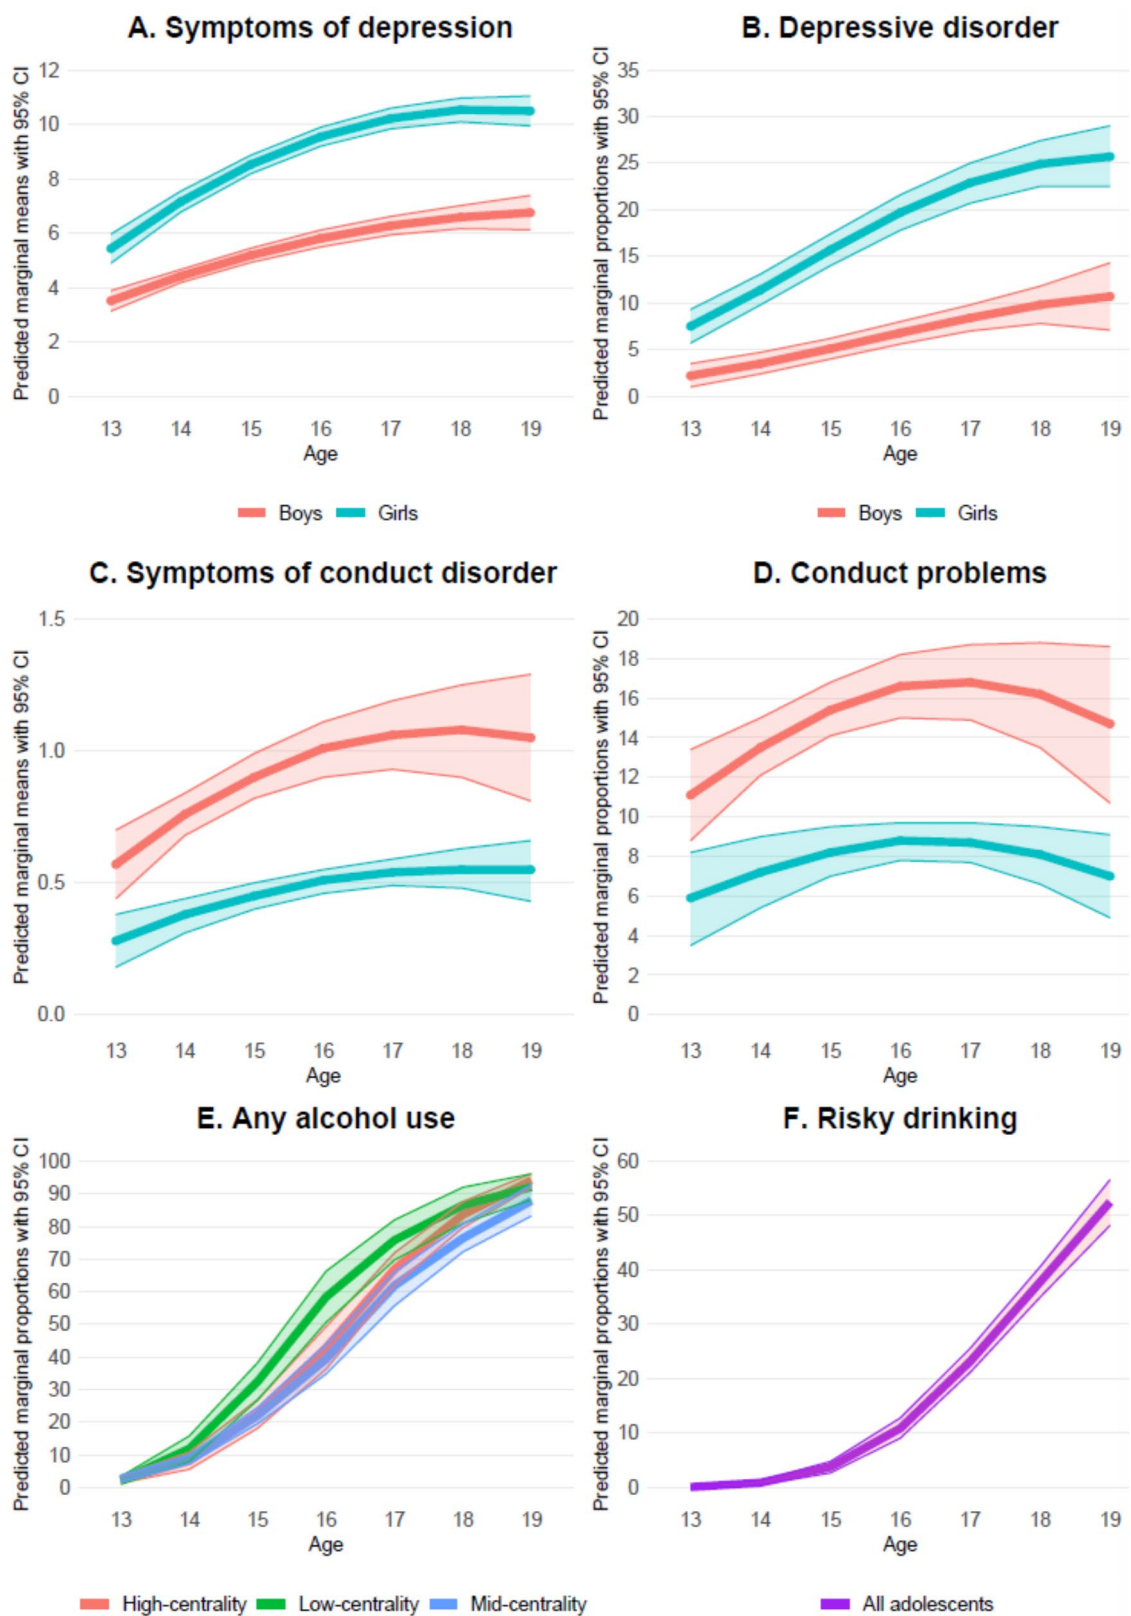 A. Symptoms of depression
Predicted marginal means with 95% CI
12
10
8
6
4
2
0
13 14 15 16 17 18 19
Age
Boys Girls
B. Depressive disorder
Predicted marginal proportions with 95% CI
35
30
25
20
15
10
5
0
13 14 15 16 17 18 19
Age
Boys Girls
C. Symptoms of conduct disorder
Predicted marginal means with 95% CI
1.5
1.0
0.5
0.0
13 14 15 16 17 18 19
Age
D. Conduct problems
Predicted marginal proportions with 95% CI
20
18
16
14
12
10
8
6
4
2
0
13 14 15 16 17 18 19
Age
E. Any alcohol use
Predicted marginal proportions with 95% CI
100
90
80
70
60
50
40
30
20
10
0
13 14 15 16 17 18 19
Age
High-centrality Low-centrality Mid-centrality
F. Risky drinking
Predicted marginal proportions with 95% CI
60
50
40
30
20
10
0
13 14 15 16 17 18 19
Age
All adolescents